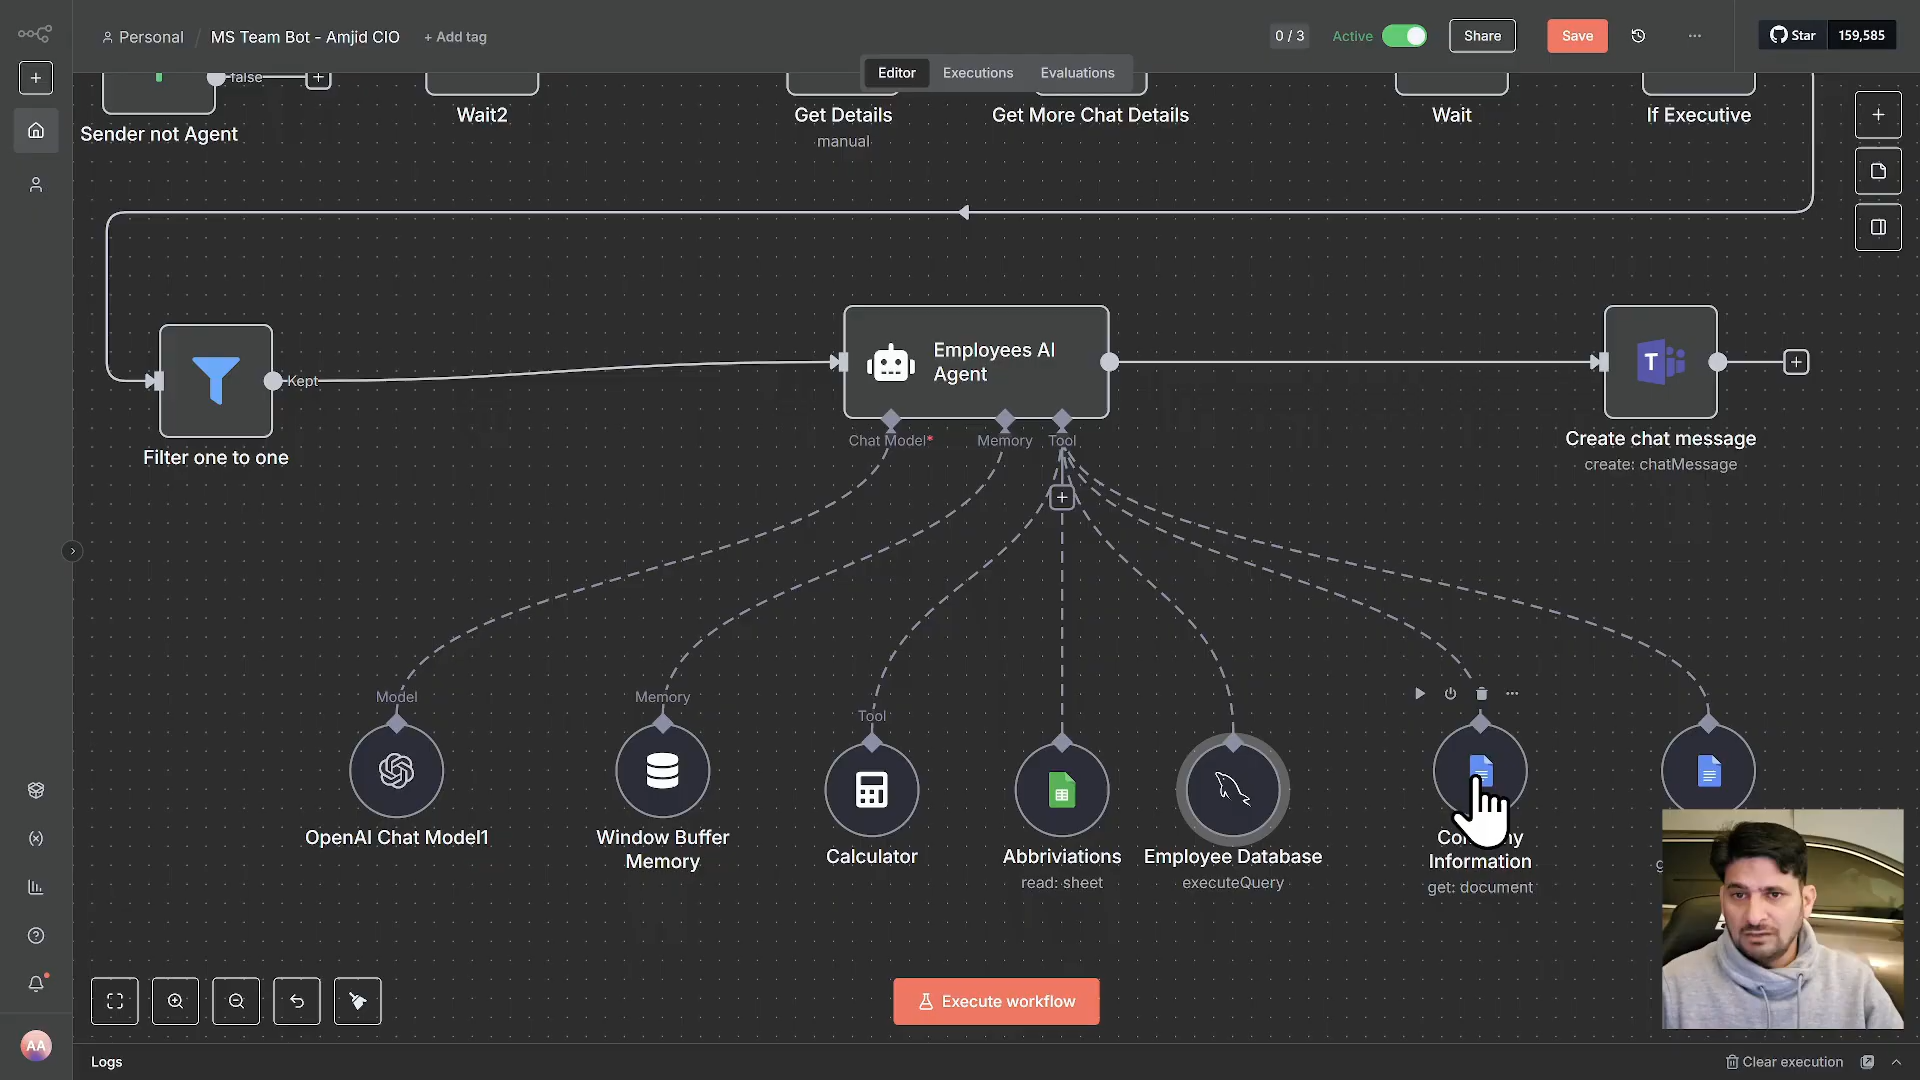 Personal / MS Team Bot - Amjid CIO + Add tag
0 / 3
Active
Share
Save
Star 159,585
Editor Executions Evaluations
false
Sender not Agent
Wait2
Get Details
manual
Get More Chat Details
Wait
If Executive
Kept
Filter one to one
Employees AI
Agent
Chat Model*
Memory
Tool
Create chat message
create: chatMessage
Model
OpenAI Chat Model1
Memory
Window Buffer
Memory
Tool
Calculator
Abbriviations
read: sheet
Employee Database
executeQuery
Information
get: document
Execute workflow
AA
Logs
Clear execution